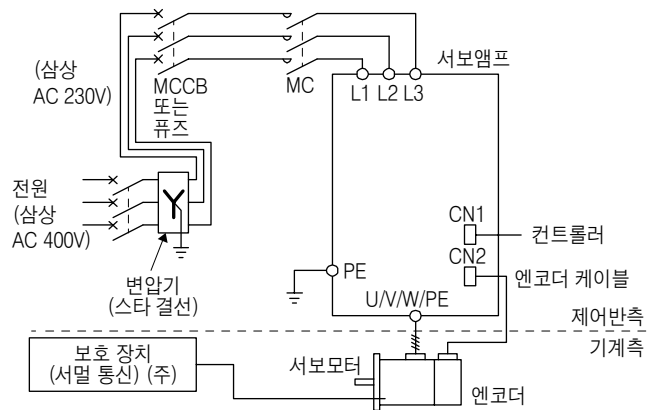 서보앰프
(삼상
AC 230V)
MCCB
또는
퓨즈
MC
L1 L2 L3
전원
(삼상
AC 400V)
변압기
(스타 결선)
CN1
컨트롤러
CN2
엔코더 케이블
PE
U/V/W/PE
제어반측
기계측
보호 장치
(서멀 통신) (주)
서보모터
엔코더